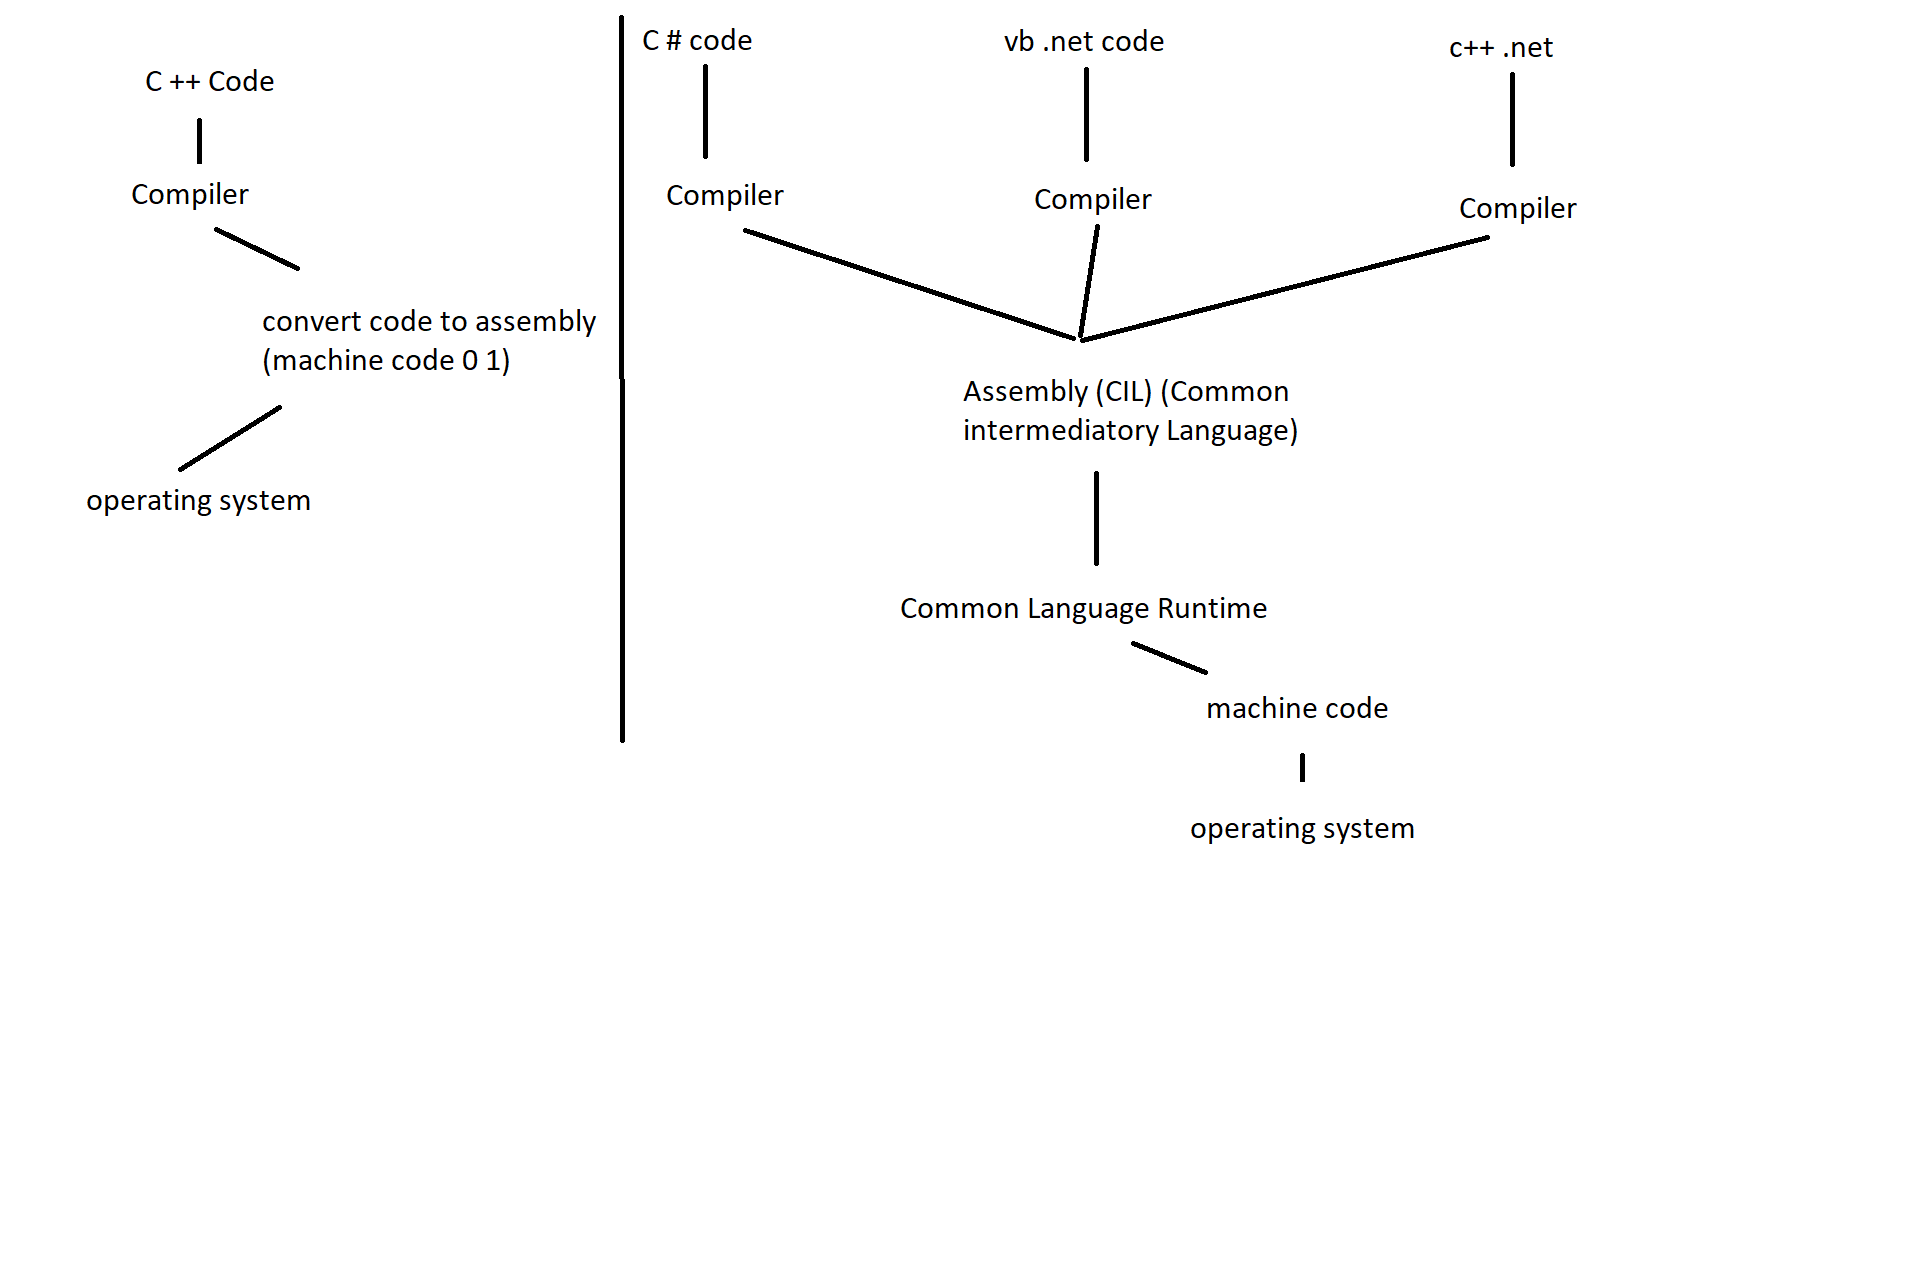 C ++ Code
Compiler
convert code to assembly
(machine code 0 1)
operating system
C # code
vb .net code
c++ .net
Compiler
Compiler
Compiler
Assembly (CIL) (Common
intermediatory Language)
Common Language Runtime
machine code
operating system